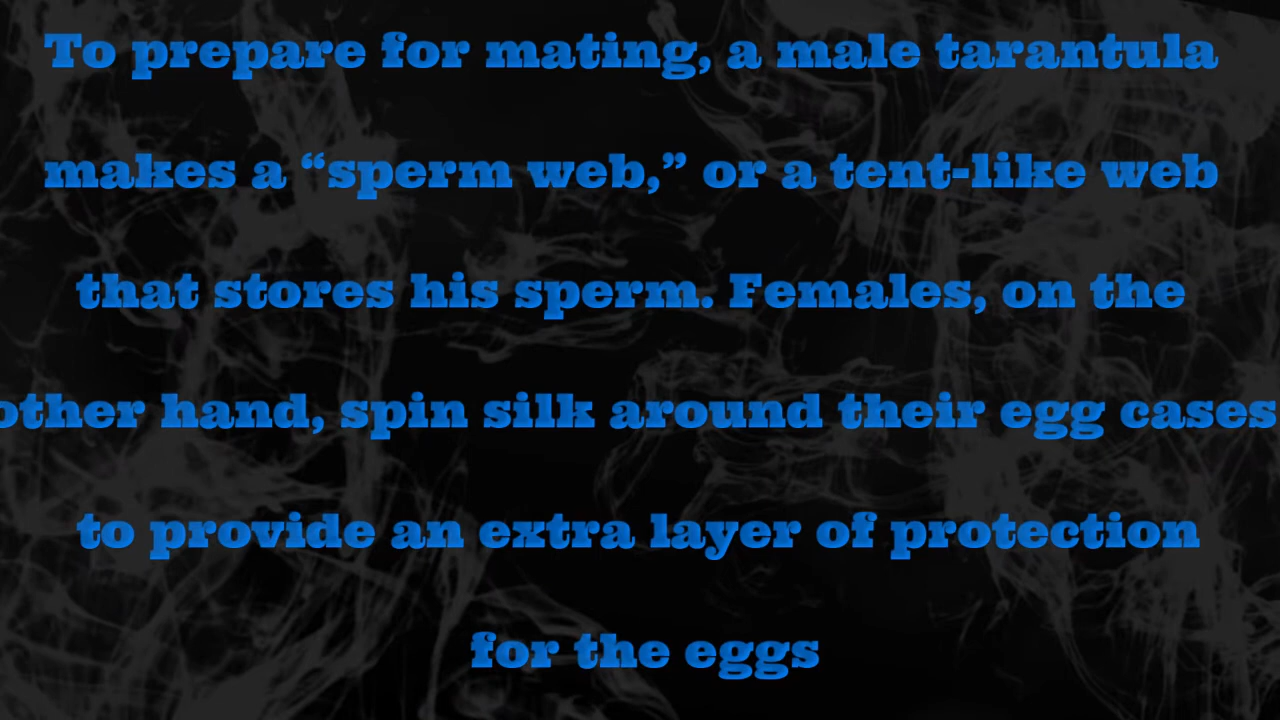 To prepare for mating, a male tarantula
makes a “sperm web,” or a tent-like web
that stores his sperm. Females, on the
other hand, spin silk around their egg cases
to provide an extra layer of protection
for the eggs